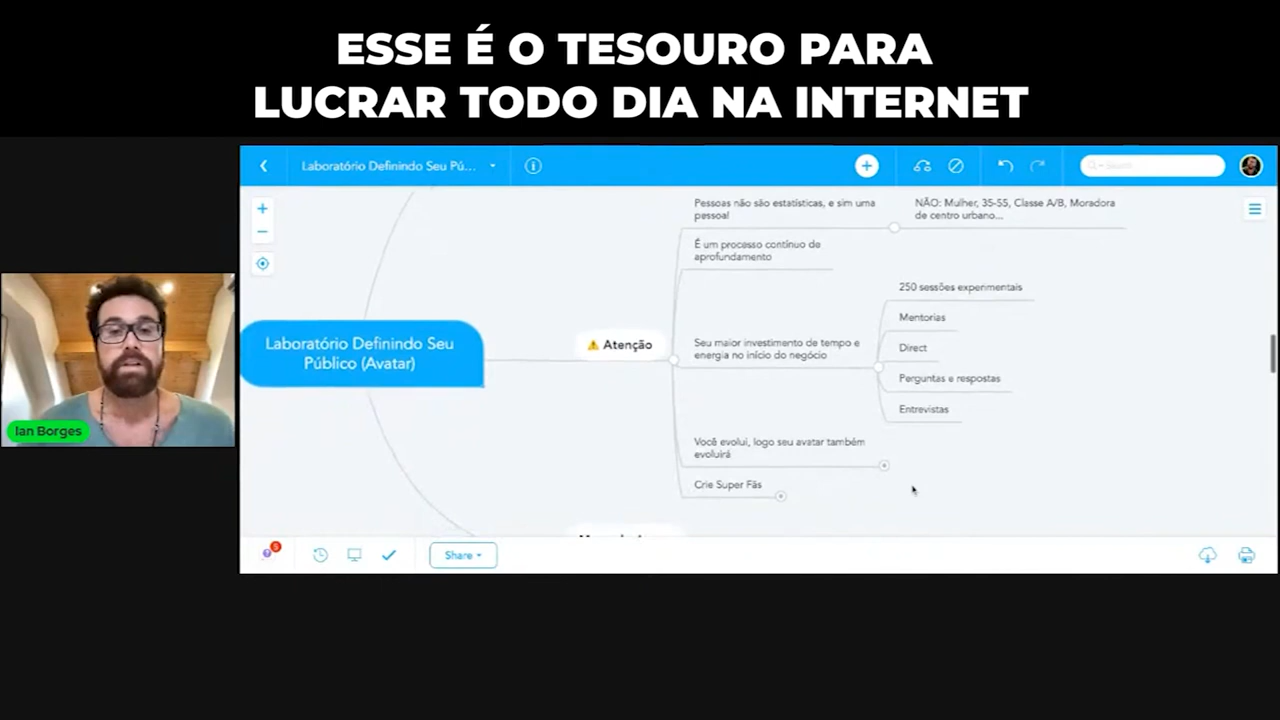 ESSE É O TESOURO PARA
LUCRAR TODO DIA NA INTERNET
Laboratório Definindo Seu Pú...
Pessoas não são estatísticas, e sim uma
pessoa!
NÃO: Mulher, 35-55, Classe A/B, Moradora
de centro urbano...
É um processo contínuo de
aprofundamento
250 sessões experimentais
Mentorias
Laboratório Definindo Seu
Público (Avatar)
Atenção
Seu maior investimento de tempo e
energia no início do negócio
Direct
Perguntas e respostas
Entrevistas
Ian Borges
Você evolui, logo seu avatar também
evoluirá
Crie Super Fãs
5
Share